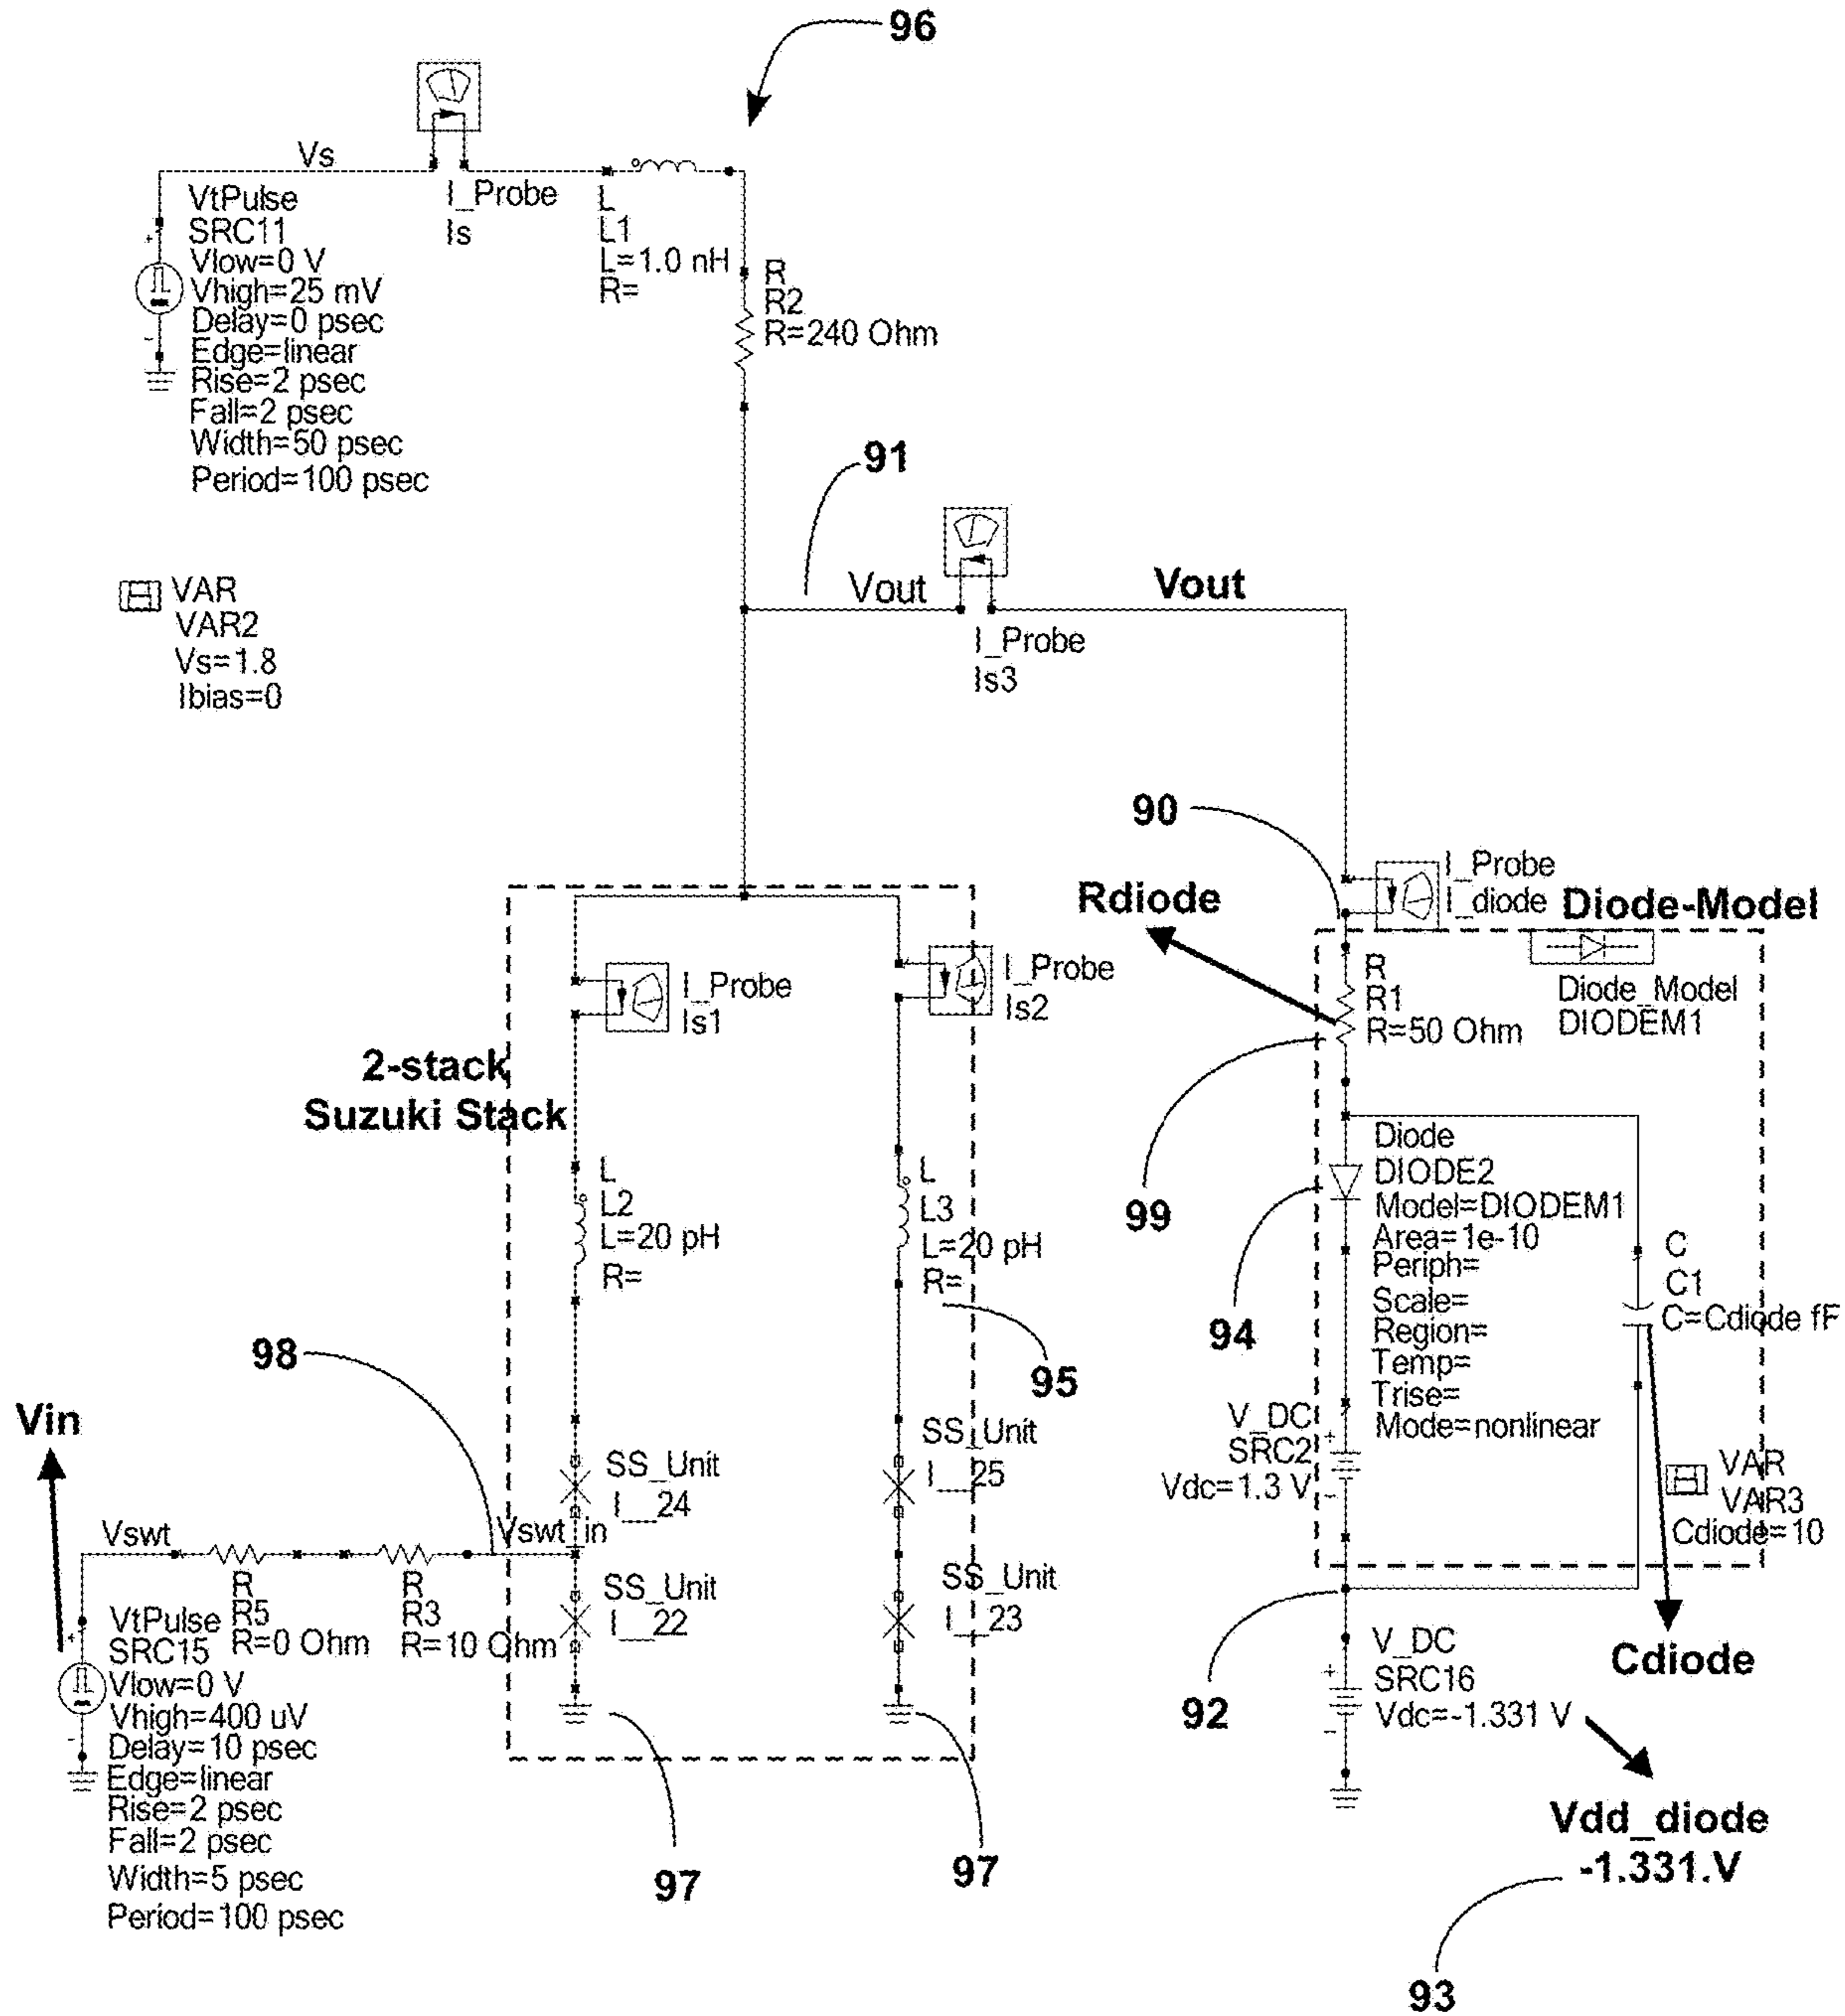 96
Vs
VtPulse
SRC11
Vlow=0 V
Vhigh=25 mV
Delay=0 psec
Edge=linear
Rise=2 psec
Fall=2 psec
Width=50 psec
Period=100 psec
+
-
I_Probe
Is
L
L1
L=1.0 nH
R=
R
R2
R=240 Ohm
91
Vout
Vout
I_Probe
Is3
VAR
VAR2
Vs=1.8
Ibias=0
90
I_Probe
I_diode
Diode-Model
Rdiode
R
R1
R=50 Ohm
Diode_Model
DIODEM1
I_Probe
Is1
I_Probe
Is2
2-stack
Suzuki Stack
L
L2
L=20 pH
R=
L
L3
L=20 pH
R=
99
Diode
DIODE2
Model=DIODEM1
Area=1e-10
Periph=
Scale=
Region=
Temp=
Trise=
Mode=nonlinear
C
C1
C=Cdiode fF
94
95
98
Vin
V_DC
SRC2
Vdc=1.3 V
+
-
VAR
VAR3
Cdiode=10
SS_Unit
I__24
SS_Unit
I__25
Vswt
Vswt_in
R
R5
R=0 Ohm
R
R3
R=10 Ohm
SS_Unit
I__22
SS_Unit
I__23
VtPulse
SRC15
Vlow=0 V
Vhigh=400 uV
Delay=10 psec
Edge=linear
Rise=2 psec
Fall=2 psec
Width=5 psec
Period=100 psec
+
-
97
97
92
V_DC
SRC16
Vdc=-1.331 V
+
-
Cdiode
Vdd_diode
-1.331.V
93